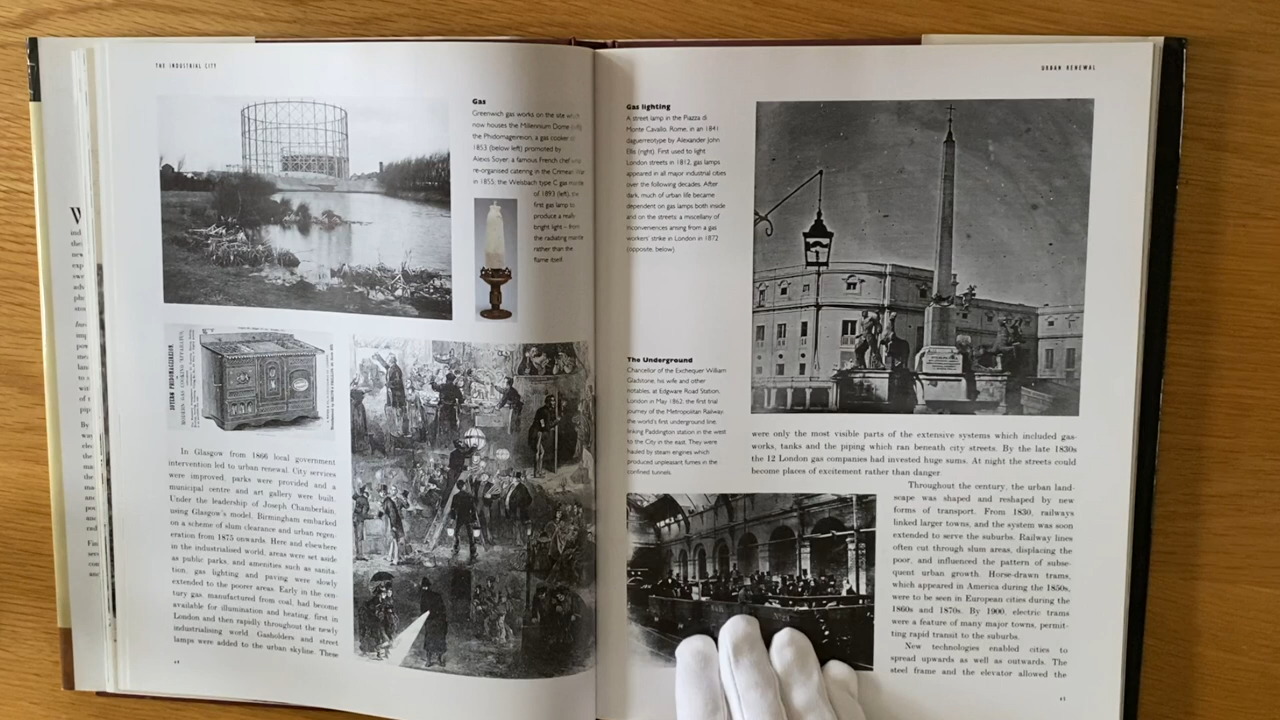 THE INDUSTRIAL CITY
Gas
Greenwich gas works on the site which
now houses the Millennium Dome (left)
the Phidomageireion, a gas cooker of
1853 (below left) promoted by
Alexis Soyer, a famous French chef who
re-organised catering in the Crimean War
in 1855; the Welsbach type C gas mantle
of 1893 (left), the
first gas lamp to
produce a really
bright light – from
the radiating mantle
rather than the
flame itself.
In Glasgow from 1866 local government
intervention led to urban renewal. City services
were improved, parks were provided and a
municipal centre and art gallery were built.
Under the leadership of Joseph Chamberlain,
using Glasgow's model, Birmingham embarked
on a scheme of slum clearance and urban regen-
eration from 1875 onwards. Here and elsewhere
in the industrialised world, areas were set aside
as public parks, and amenities such as sanita-
tion, gas lighting and paving were slowly
extended to the poorer areas. Early in the cen-
tury gas, manufactured from coal, had become
available for illumination and heating, first in
London and then rapidly throughout the newly
industrialising world. Gasholders and street
lamps were added to the urban skyline. These
URBAN RENEWAL
Gas lighting
A street lamp in the Piazza di
Monte Cavallo, Rome, in an 1841
daguerreotype by Alexander John
Ellis (right). First used to light
London streets in 1812, gas lamps
appeared in all major industrial cities
over the following decades. After
dark, much of urban life became
dependent on gas lamps both inside
and on the streets: a miscellany of
inconveniences arising from a gas
workers' strike in London in 1872
(opposite, below).
The Underground
Chancellor of the Exchequer William
Gladstone, his wife and other
notables, at Edgware Road Station,
London in May 1862: the first trial
journey of the Metropolitan Railway,
the world's first underground line,
linking Paddington station in the west
to the City in the east. They were
hauled by steam engines which
produced unpleasant fumes in the
confined tunnels.
were only the most visible parts of the extensive systems which included gas-
works, tanks and the piping which ran beneath city streets. By the late 1830s
the 12 London gas companies had invested huge sums. At night the streets could
become places of excitement rather than danger.
Throughout the century, the urban land-
scape was shaped and reshaped by new
forms of transport. From 1830, railways
linked larger towns, and the system was soon
extended to serve the suburbs. Railway lines
often cut through slum areas, displacing the
poor, and influenced the pattern of subse-
quent urban growth. Horse-drawn trams,
which appeared in America during the 1850s,
were to be seen in European cities during the
1860s and 1870s. By 1900, electric trams
were a feature of many major towns, permit-
ting rapid transit to the suburbs.
New technologies enabled cities to
spread upwards as well as outwards. The
steel frame and the elevator allowed the